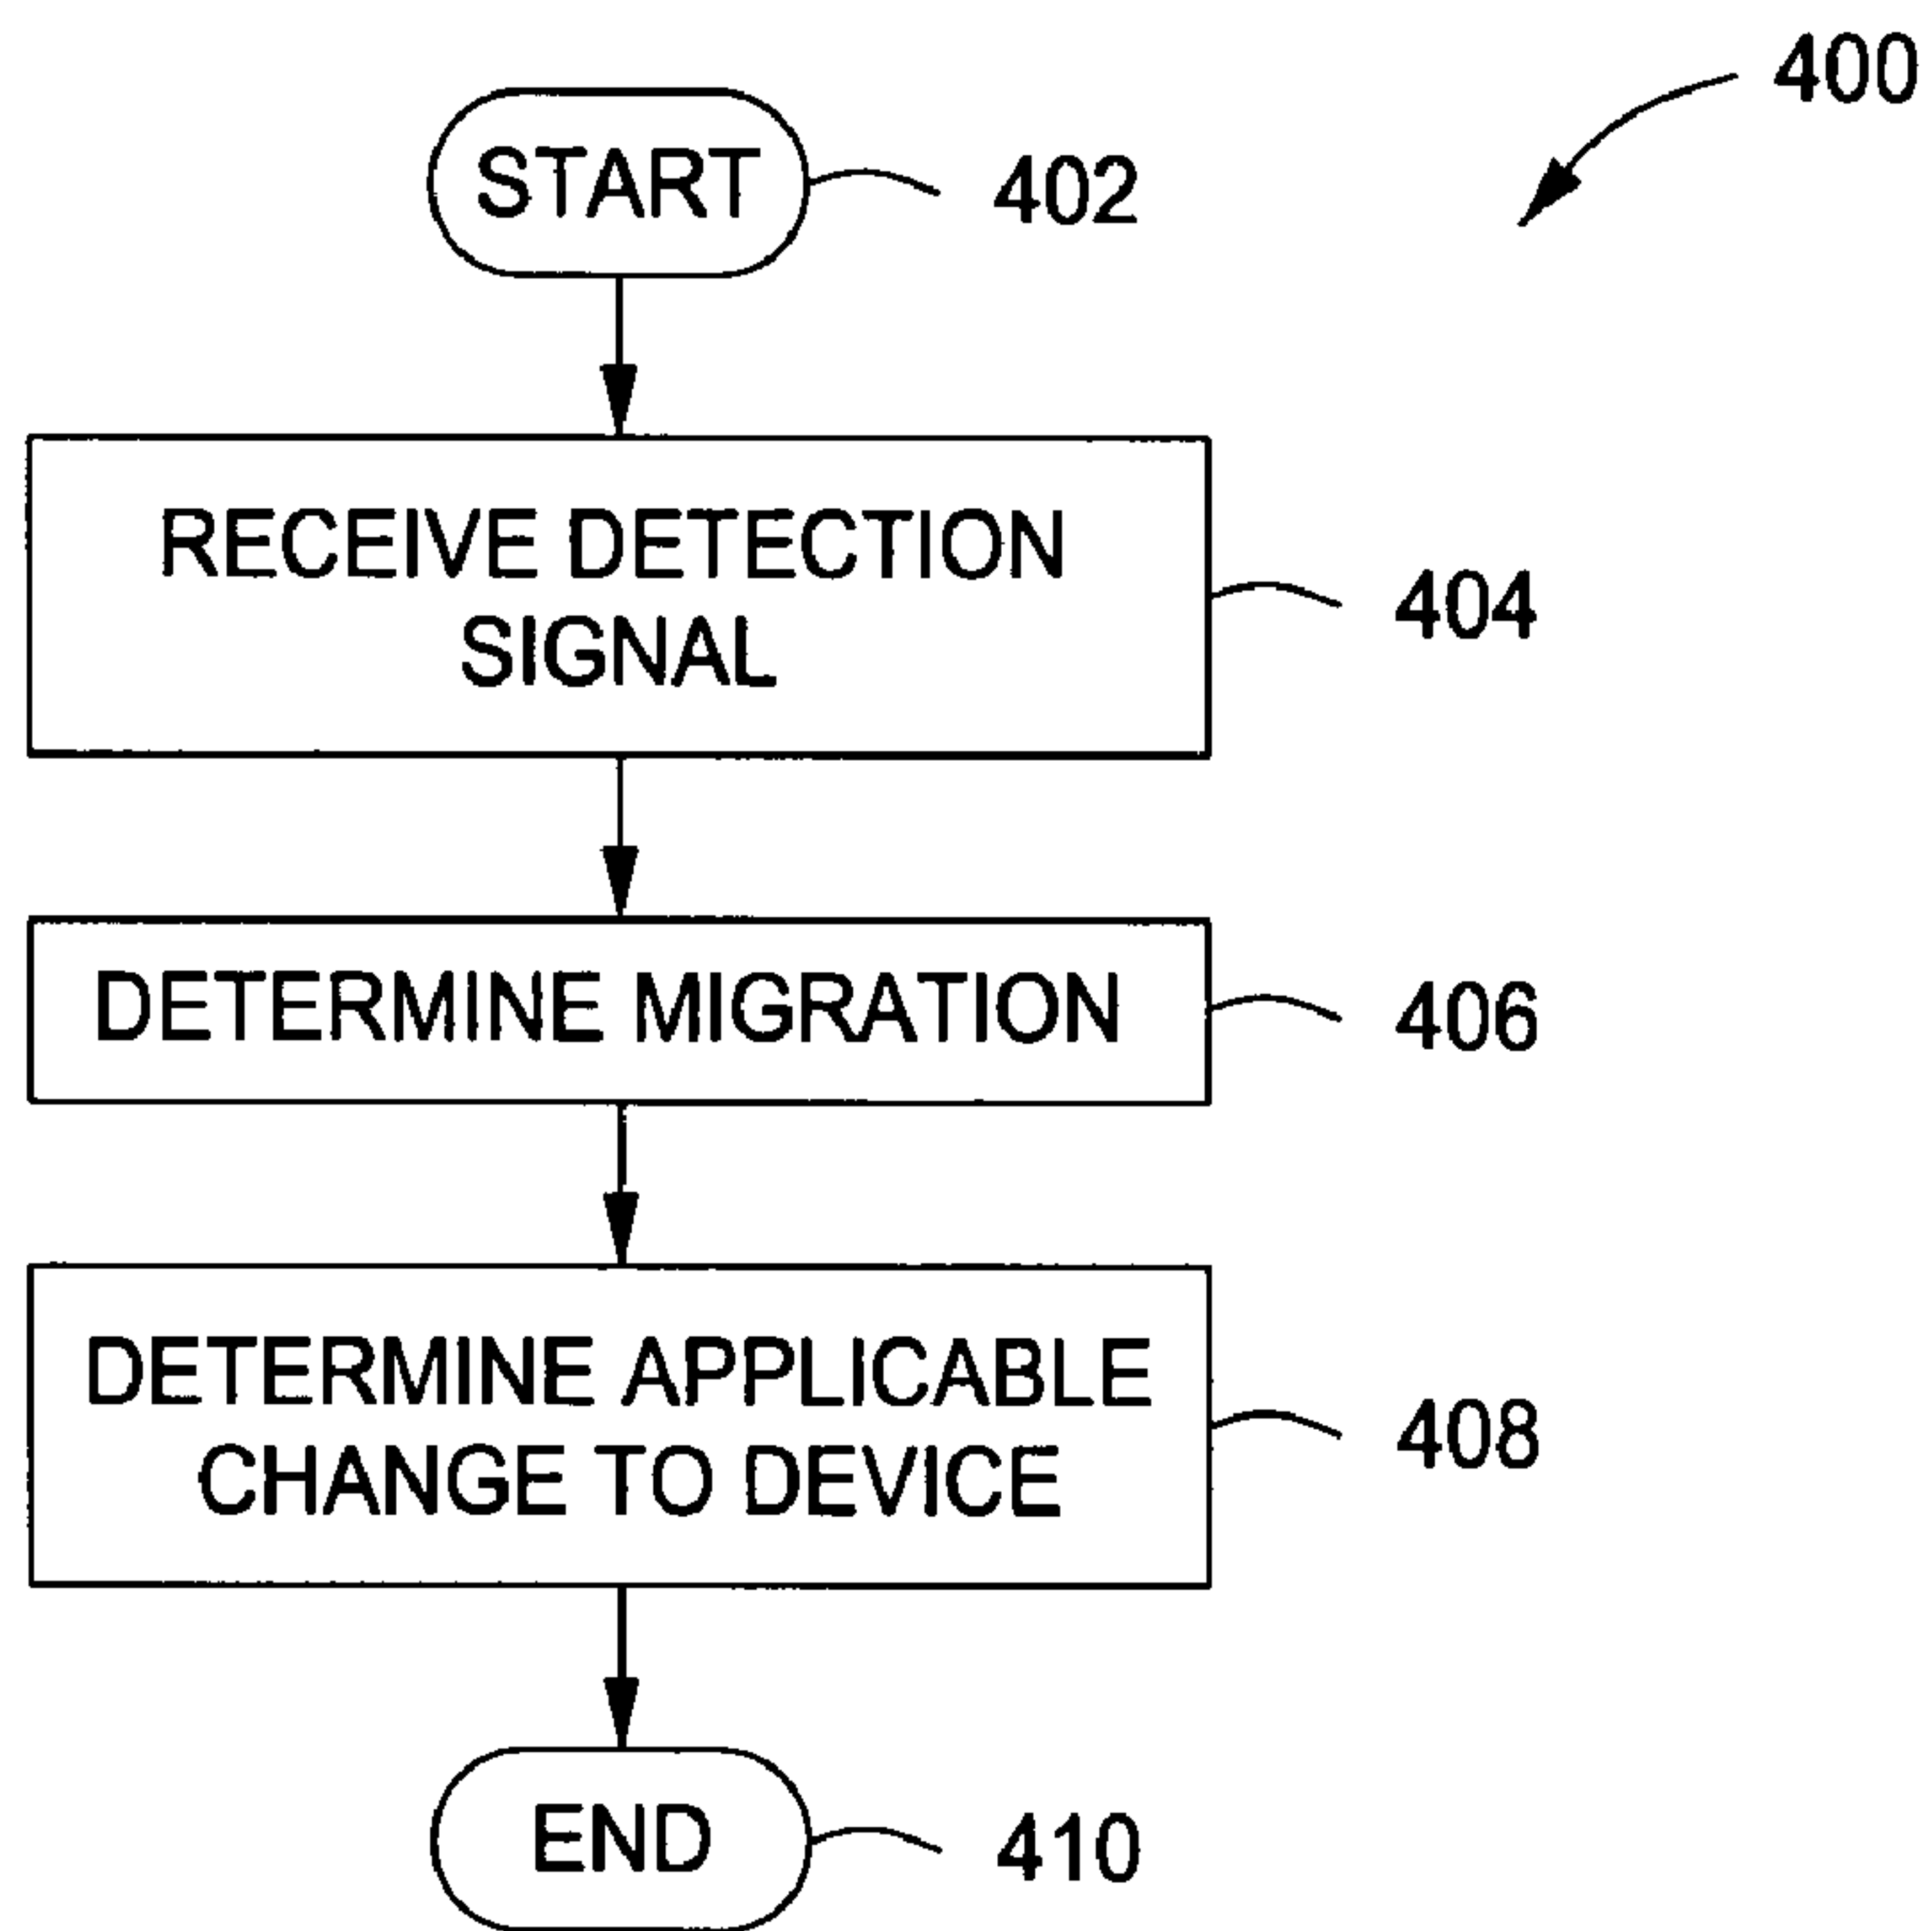 400
START
402
RECEIVE DETECTION
SIGNAL
404
DETERMINE MIGRATION
406
DETERMINE APPLICABLE
CHANGE TO DEVICE
408
END
410